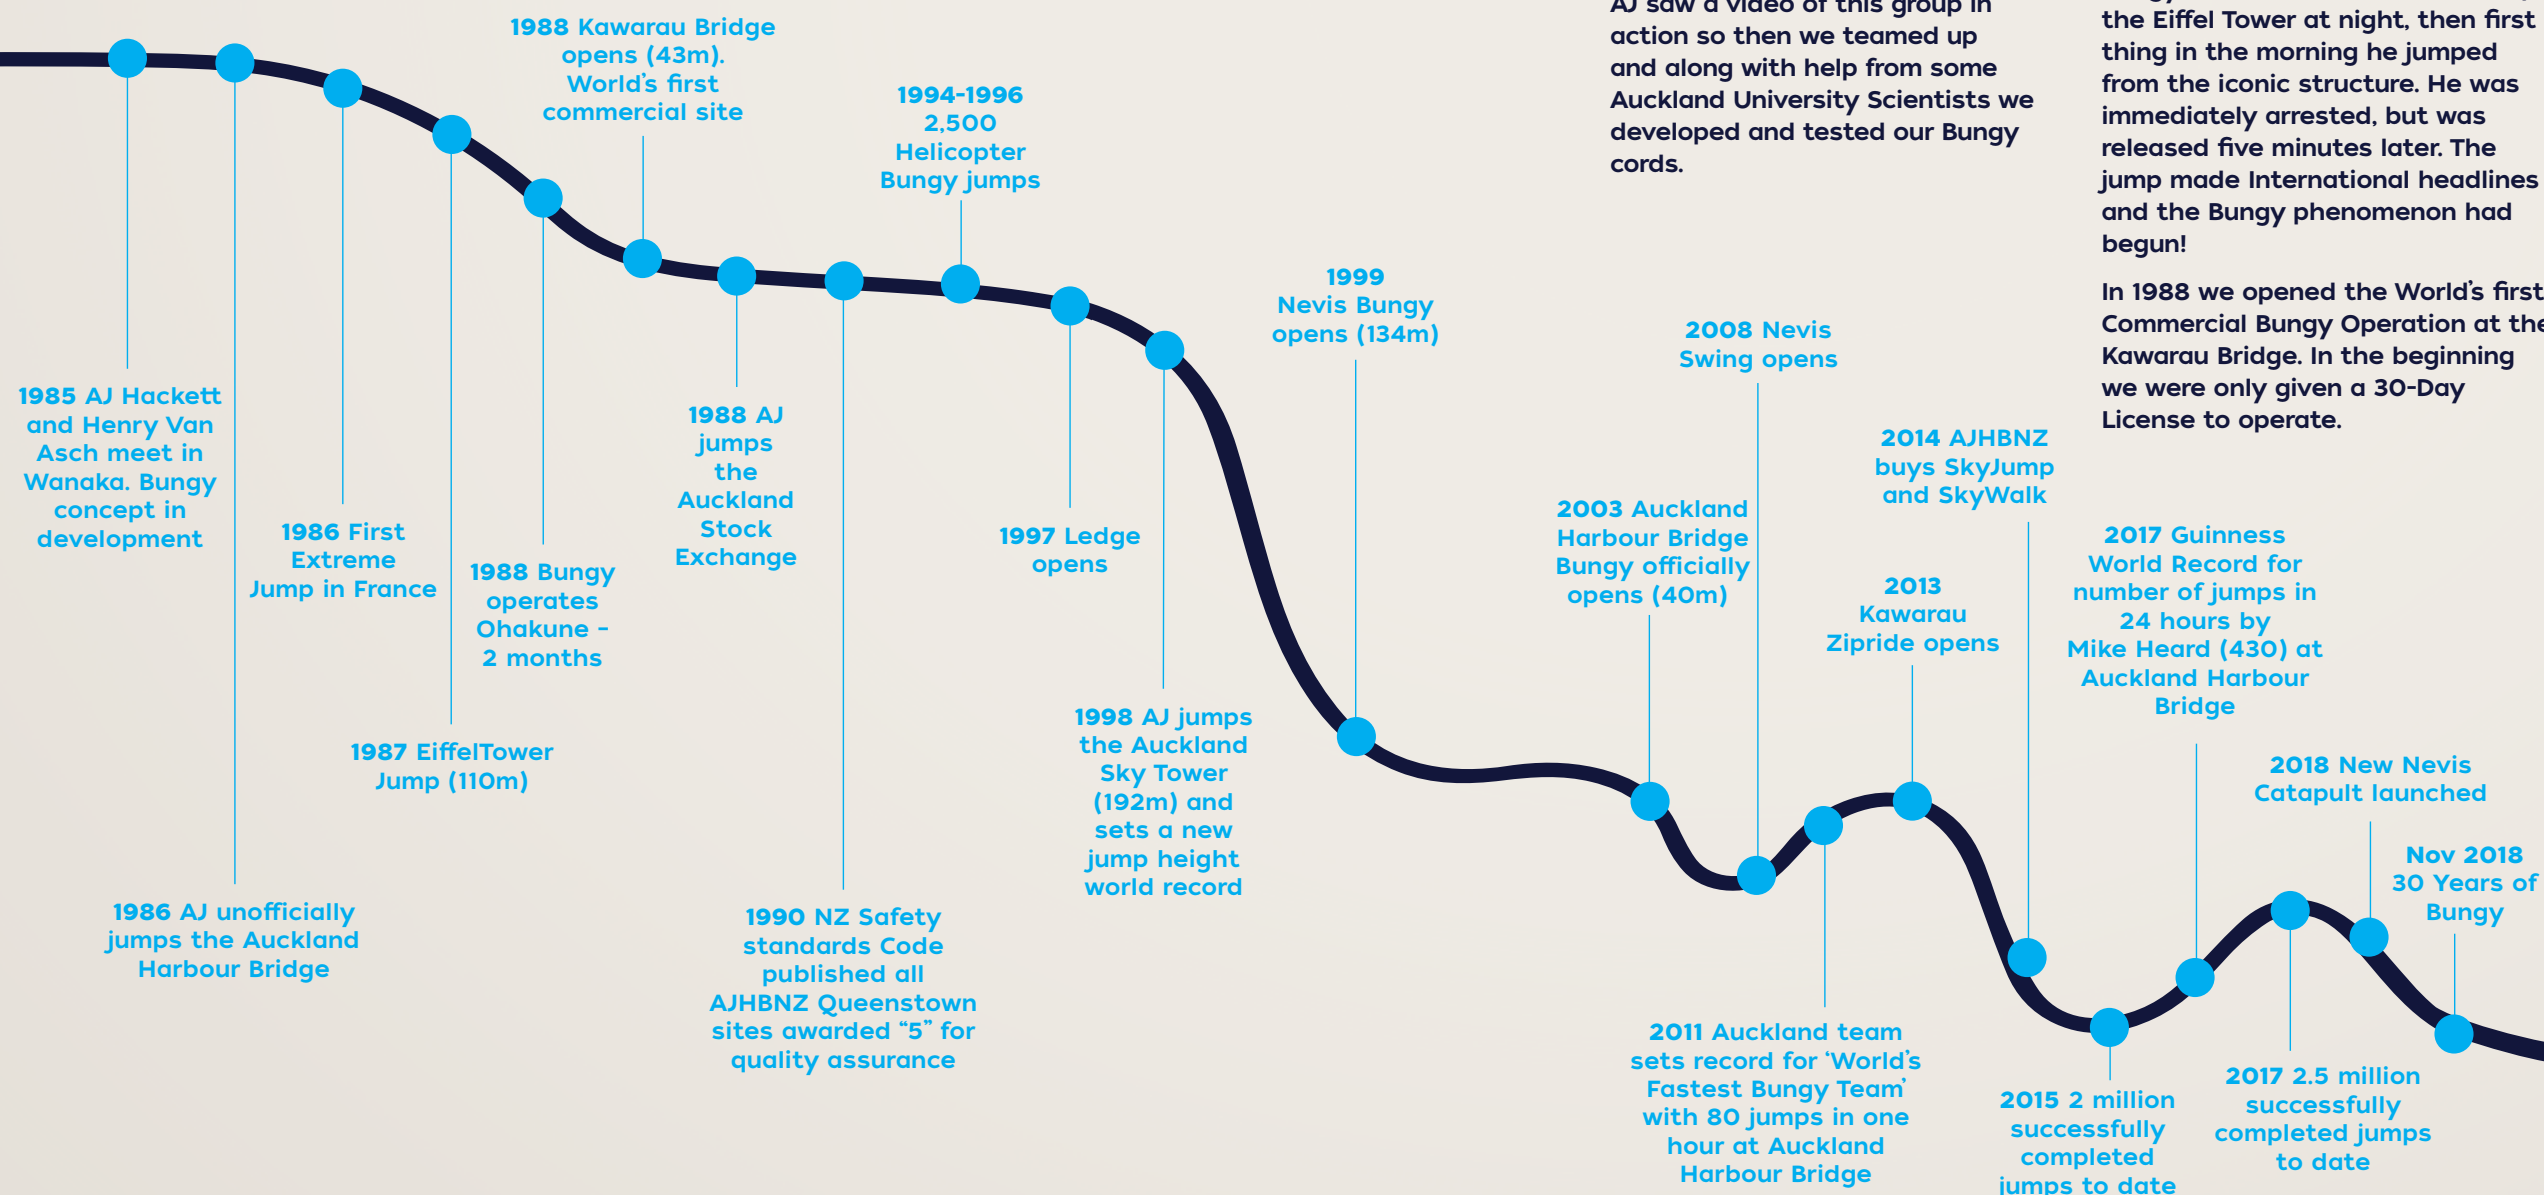 1985 AJ Hackett
and Henry Van
Asch meet in
Wanaka. Bungy
concept in
development
1986 AJ unofficially
jumps the Auckland
Harbour Bridge
1986 First
Extreme
Jump in France
1987 EiffelTower
Jump (110m)
1988 Bungy
operates
Ohakune -
2 months
1988 Kawarau Bridge
opens (43m).
World's first
commercial site
1988 AJ
jumps
the
Auckland
Stock
Exchange
1990 NZ Safety
standards Code
published all
AJHBNZ Queenstown
sites awarded “5” for
quality assurance
1994-1996
2,500
Helicopter
Bungy jumps
1997 Ledge
opens
1998 AJ jumps
the Auckland
Sky Tower
(192m) and
sets a new
jump height
world record
1999
Nevis Bungy
opens (134m)
2003 Auckland
Harbour Bridge
Bungy officially
opens (40m)
2008 Nevis
Swing opens
2011 Auckland team
sets record for ‘World’s
Fastest Bungy Team’
with 80 jumps in one
hour at Auckland
Harbour Bridge
2013
Kawarau
Zipride opens
2014 AJHBNZ
buys SkyJump
and SkyWalk
2015 2 million
successfully
completed
jumps to date
2017 Guinness
World Record for
number of jumps in
24 hours by
Mike Heard (430) at
Auckland Harbour
Bridge
2017 2.5 million
successfully
completed jumps
to date
2018 New Nevis
Catapult launched
Nov 2018
30 Years of
Bungy
AJ saw a video of this group in
action so then we teamed up
and along with help from some
Auckland University Scientists we
developed and tested our Bungy
cords.
the Eiffel Tower at night, then first
thing in the morning he jumped
from the iconic structure. He was
immediately arrested, but was
released five minutes later. The
jump made International headlines
and the Bungy phenomenon had
begun!
In 1988 we opened the World’s first
Commercial Bungy Operation at the
Kawarau Bridge. In the beginning
we were only given a 30-Day
License to operate.